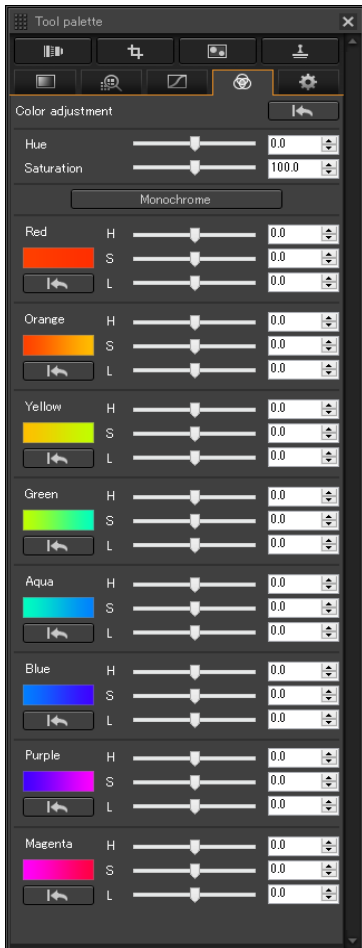 Tool palette
Color adjustment
Hue 0.0
Saturation 100.0
Monochrome
Red H 0.0
S 0.0
L 0.0
Orange H 0.0
S 0.0
L 0.0
Yellow H 0.0
S 0.0
L 0.0
Green H 0.0
S 0.0
L 0.0
Aqua H 0.0
S 0.0
L 0.0
Blue H 0.0
S 0.0
L 0.0
Purple H 0.0
S 0.0
L 0.0
Magenta H 0.0
S 0.0
L 0.0